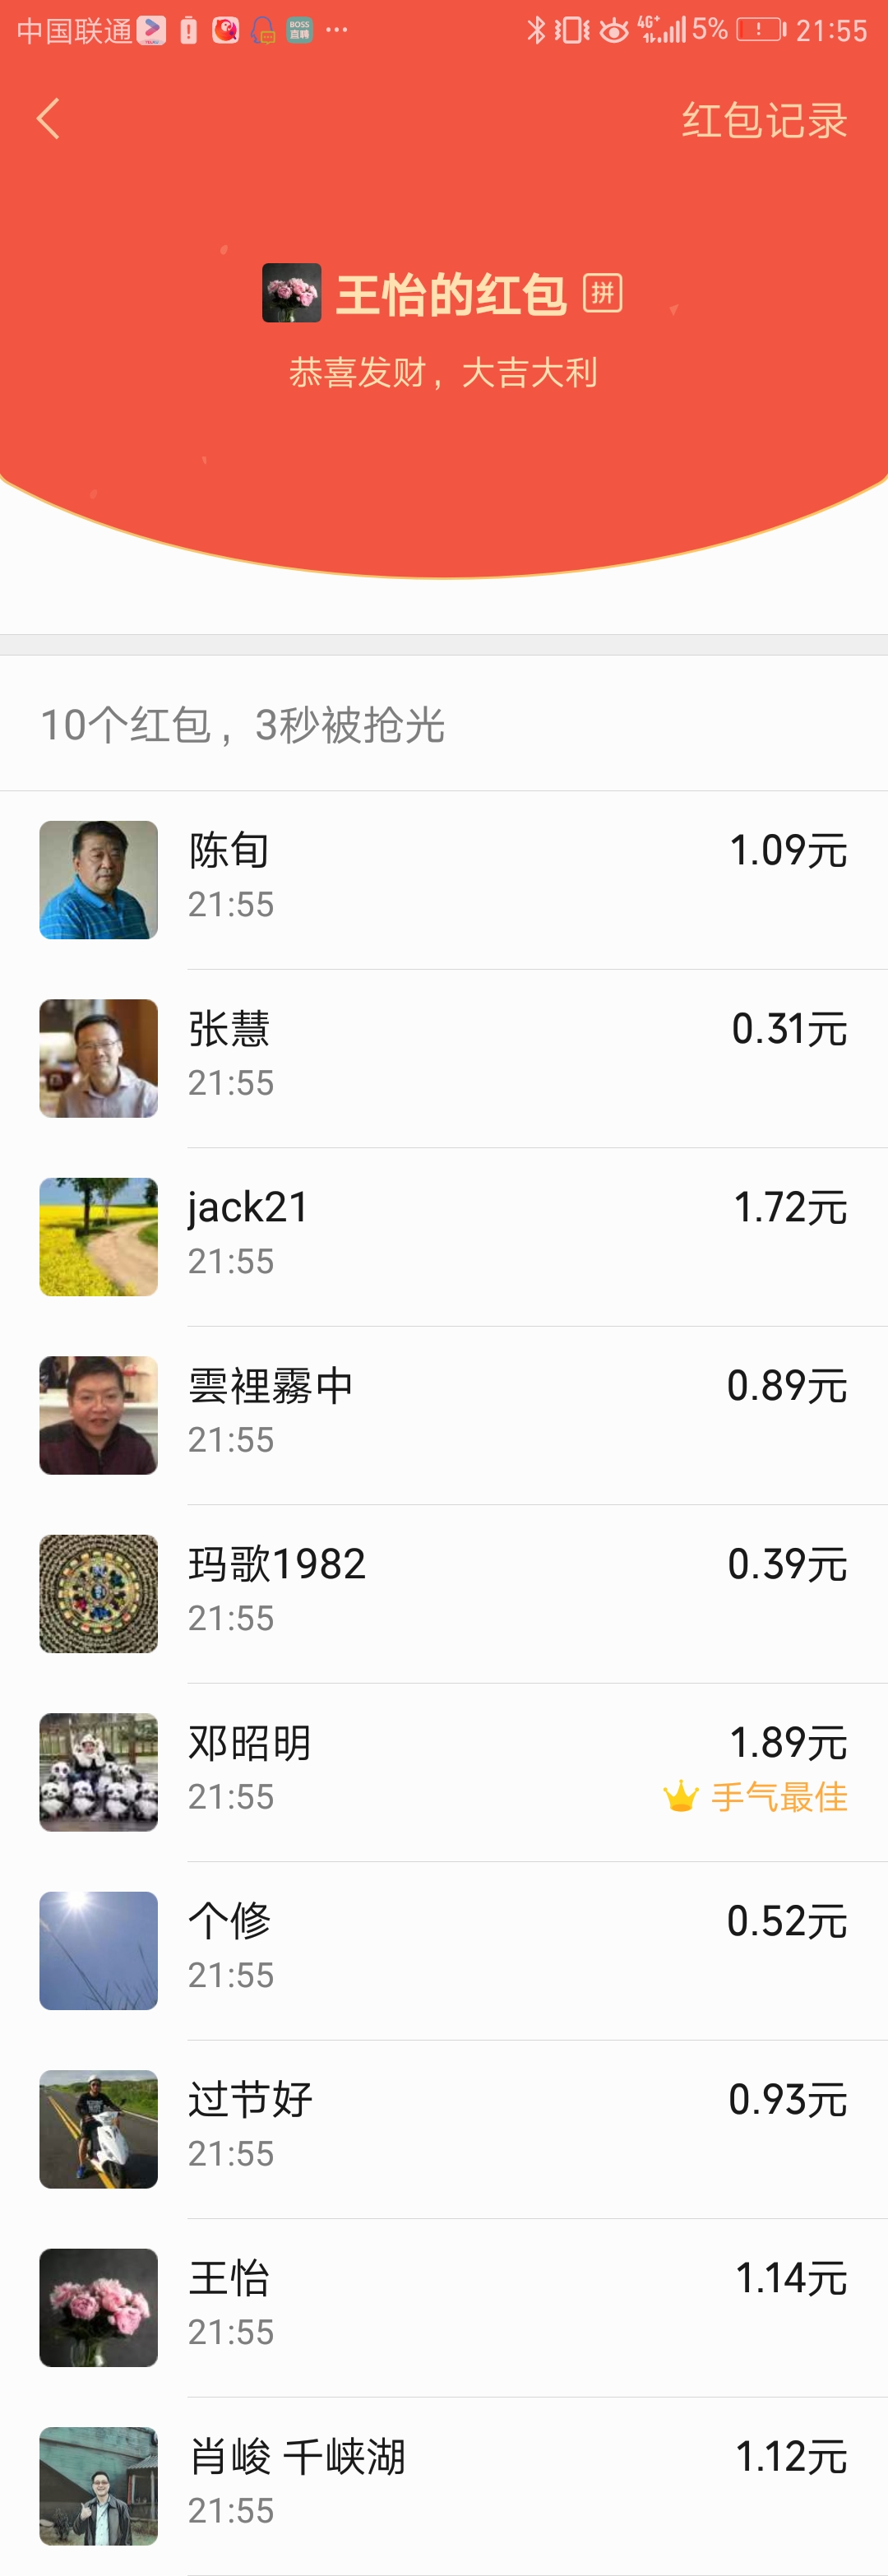 中国联通 5% 21:55
红包记录
王怡的红包 拼
恭喜发财，大吉大利
10个红包，3秒被抢光
陈旬 1.09元
21:55
张慧 0.31元
21:55
jack21 1.72元
21:55
雲裡霧中 0.89元
21:55
玛歌1982 0.39元
21:55
邓昭明 1.89元
21:55 手气最佳
个修 0.52元
21:55
过节好 0.93元
21:55
王怡 1.14元
21:55
肖峻 千峡湖 1.12元
21:55